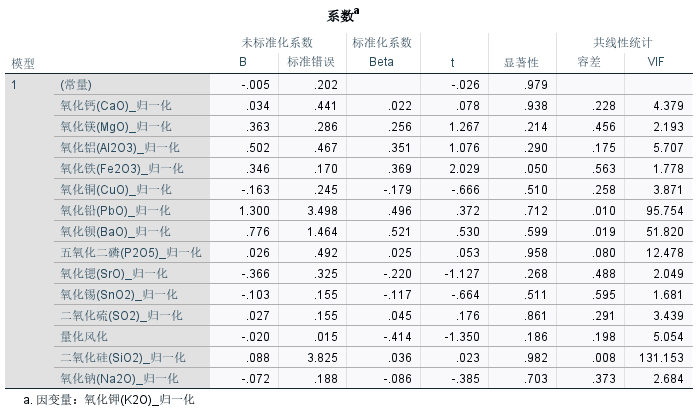 系数a
未标准化系数 标准化系数 共线性统计
模型 B 标准错误 Beta t 显著性 容差 VIF
1 (常量) -.005 .202 -.026 .979
氧化钙(CaO)_归一化 .034 .441 .022 .078 .938 .228 4.379
氧化镁(MgO)_归一化 .363 .286 .256 1.267 .214 .456 2.193
氧化铝(Al2O3)_归一化 .502 .467 .351 1.076 .290 .175 5.707
氧化铁(Fe2O3)_归一化 .346 .170 .369 2.029 .050 .563 1.778
氧化铜(CuO)_归一化 -.163 .245 -.179 -.666 .510 .258 3.871
氧化铅(PbO)_归一化 1.300 3.498 .496 .372 .712 .010 95.754
氧化钡(BaO)_归一化 .776 1.464 .521 .530 .599 .019 51.820
五氧化二磷(P2O5)_归一化 .026 .492 .025 .053 .958 .080 12.478
氧化锶(SrO)_归一化 -.366 .325 -.220 -1.127 .268 .488 2.049
氧化锡(SnO2)_归一化 -.103 .155 -.117 -.664 .511 .595 1.681
二氧化硫(SO2)_归一化 .027 .155 .045 .176 .861 .291 3.439
量化风化 -.020 .015 -.414 -1.350 .186 .198 5.054
二氧化硅(SiO2)_归一化 .088 3.825 .036 .023 .982 .008 131.153
氧化钠(Na2O)_归一化 -.072 .188 -.086 -.385 .703 .373 2.684
a. 因变量：氧化钾(K2O)_归一化